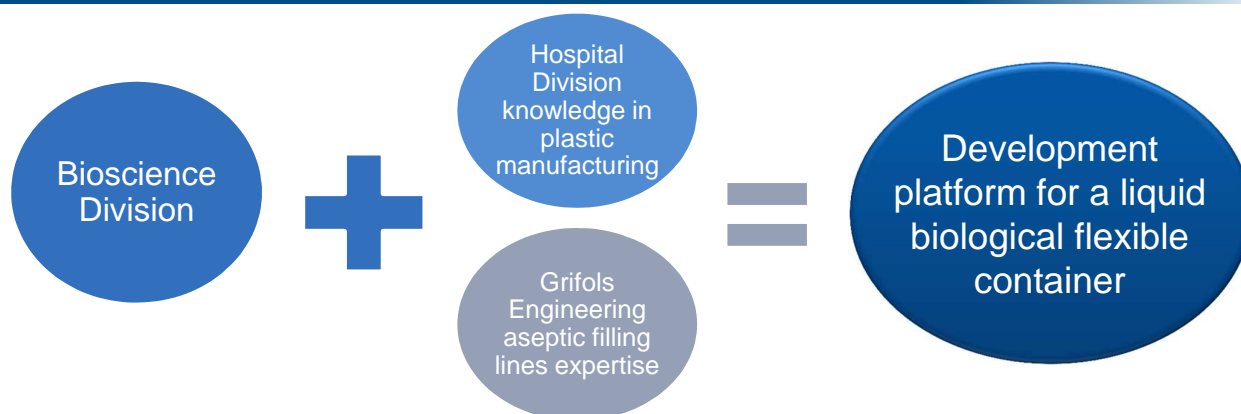 Bioscience
Division
Hospital
Division
knowledge in
plastic
manufacturing
Grifols
Engineering
aseptic filling
lines expertise
Development
platform for a liquid
biological flexible
container